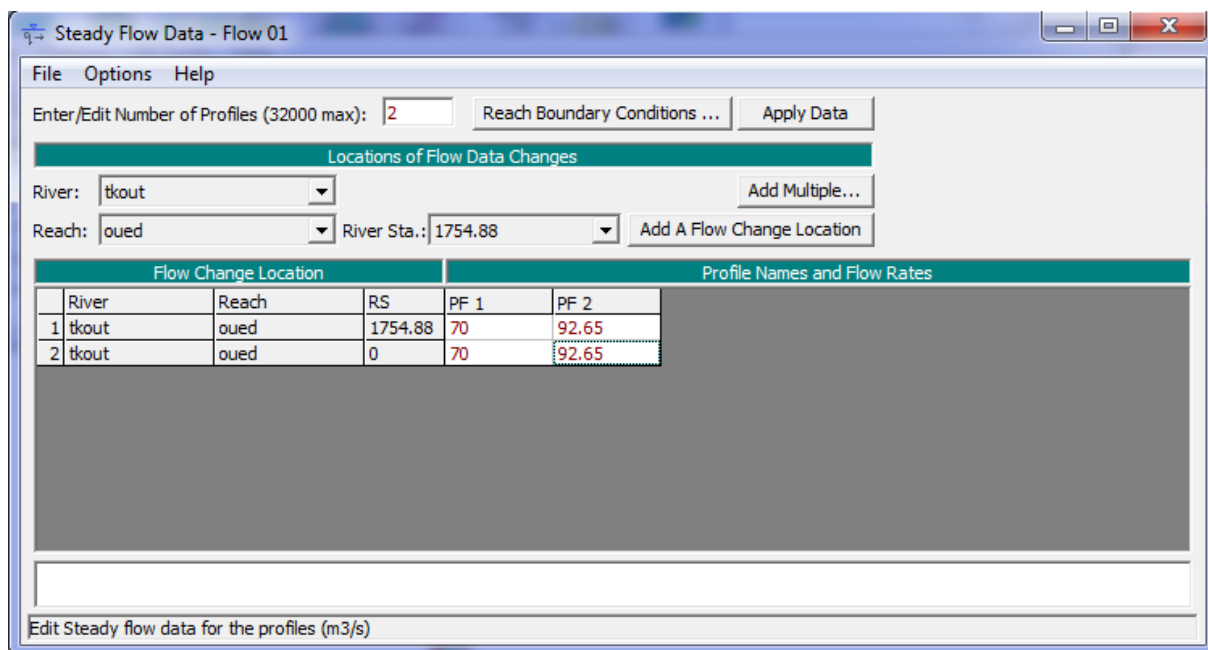 Steady Flow Data - Flow 01
File Options Help
Enter/Edit Number of Profiles (32000 max): 2 Reach Boundary Conditions ... Apply Data
Locations of Flow Data Changes
River: tkout Add Multiple...
Reach: oued River Sta.: 1754.88 Add A Flow Change Location
Flow Change Location Profile Names and Flow Rates
River Reach RS PF 1 PF 2
1 tkout oued 1754.88 70 92.65
2 tkout oued 0 70 92.65
Edit Steady flow data for the profiles (m3/s)